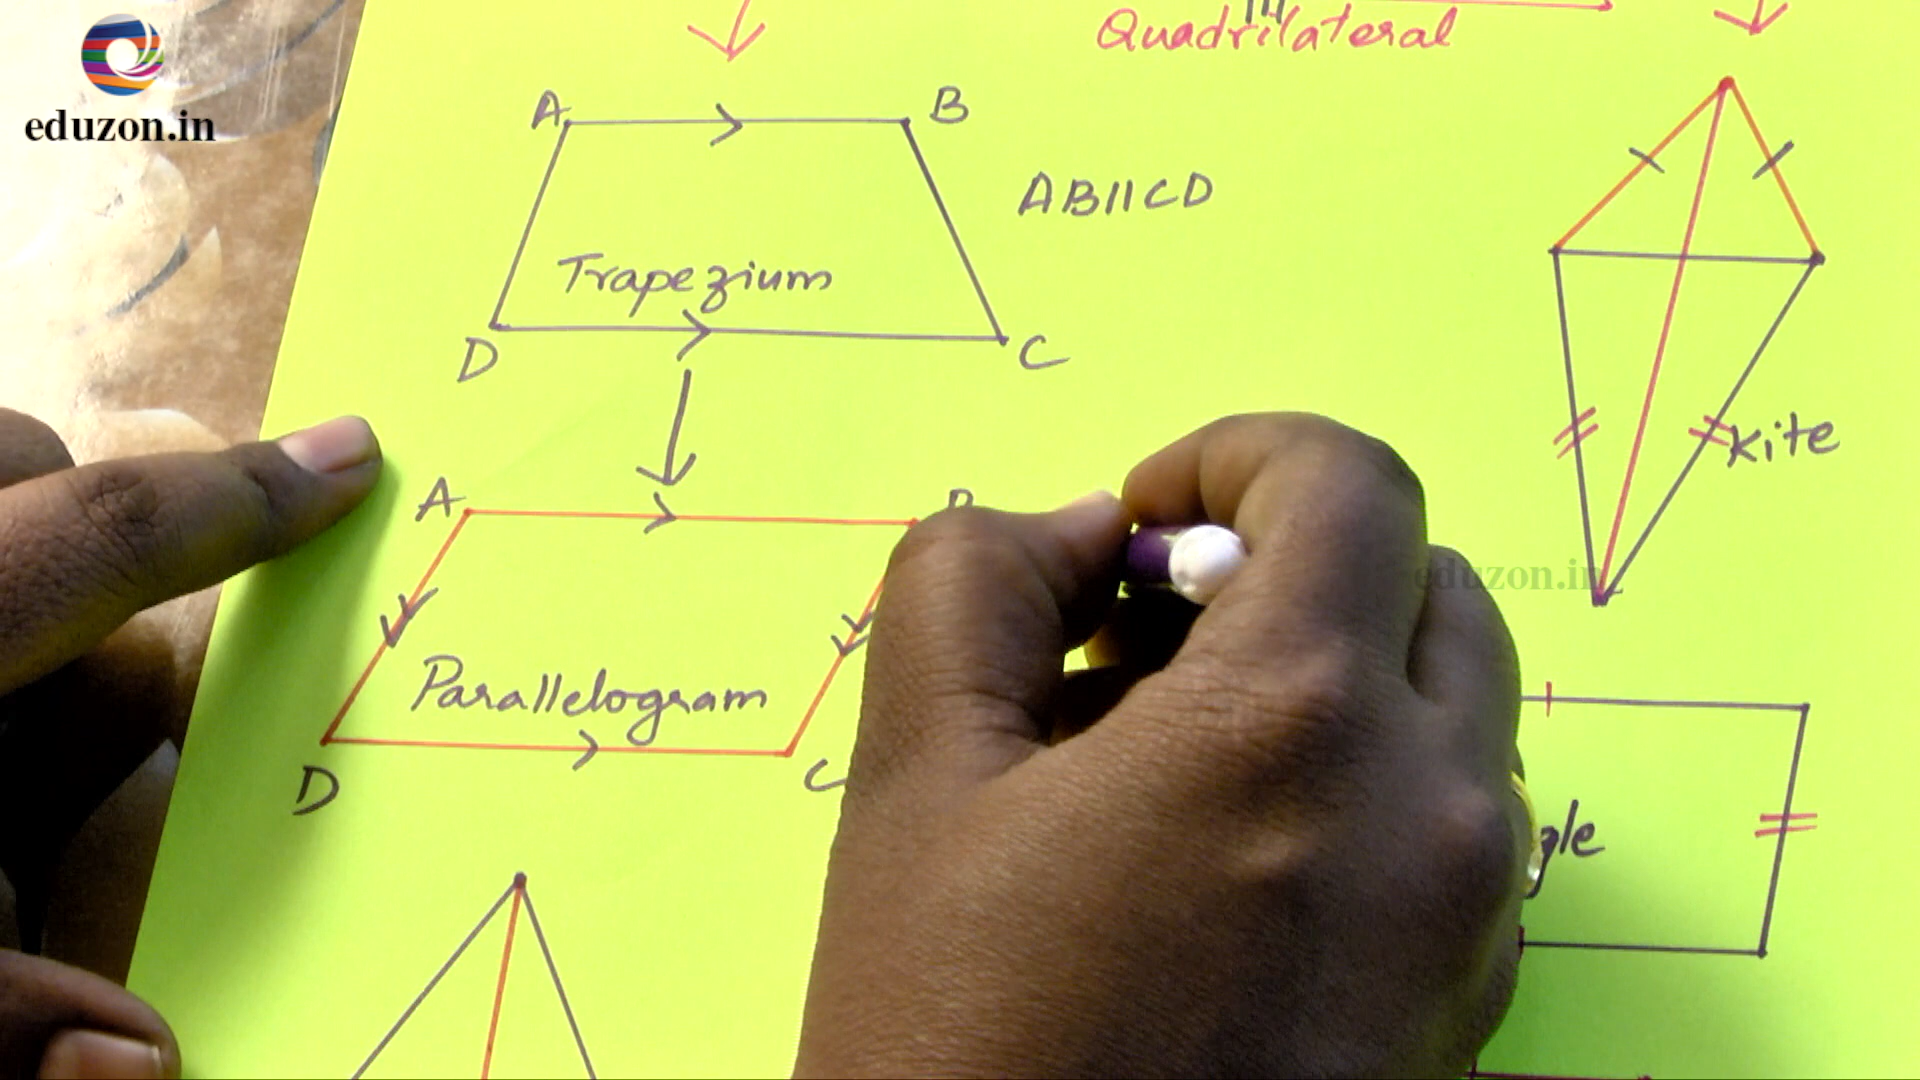 eduzon.in
Quadrilateral
A
B
AB||CD
Trapezium
D
C
Kite
A
B
eduzon.in
Parallelogram
D
C